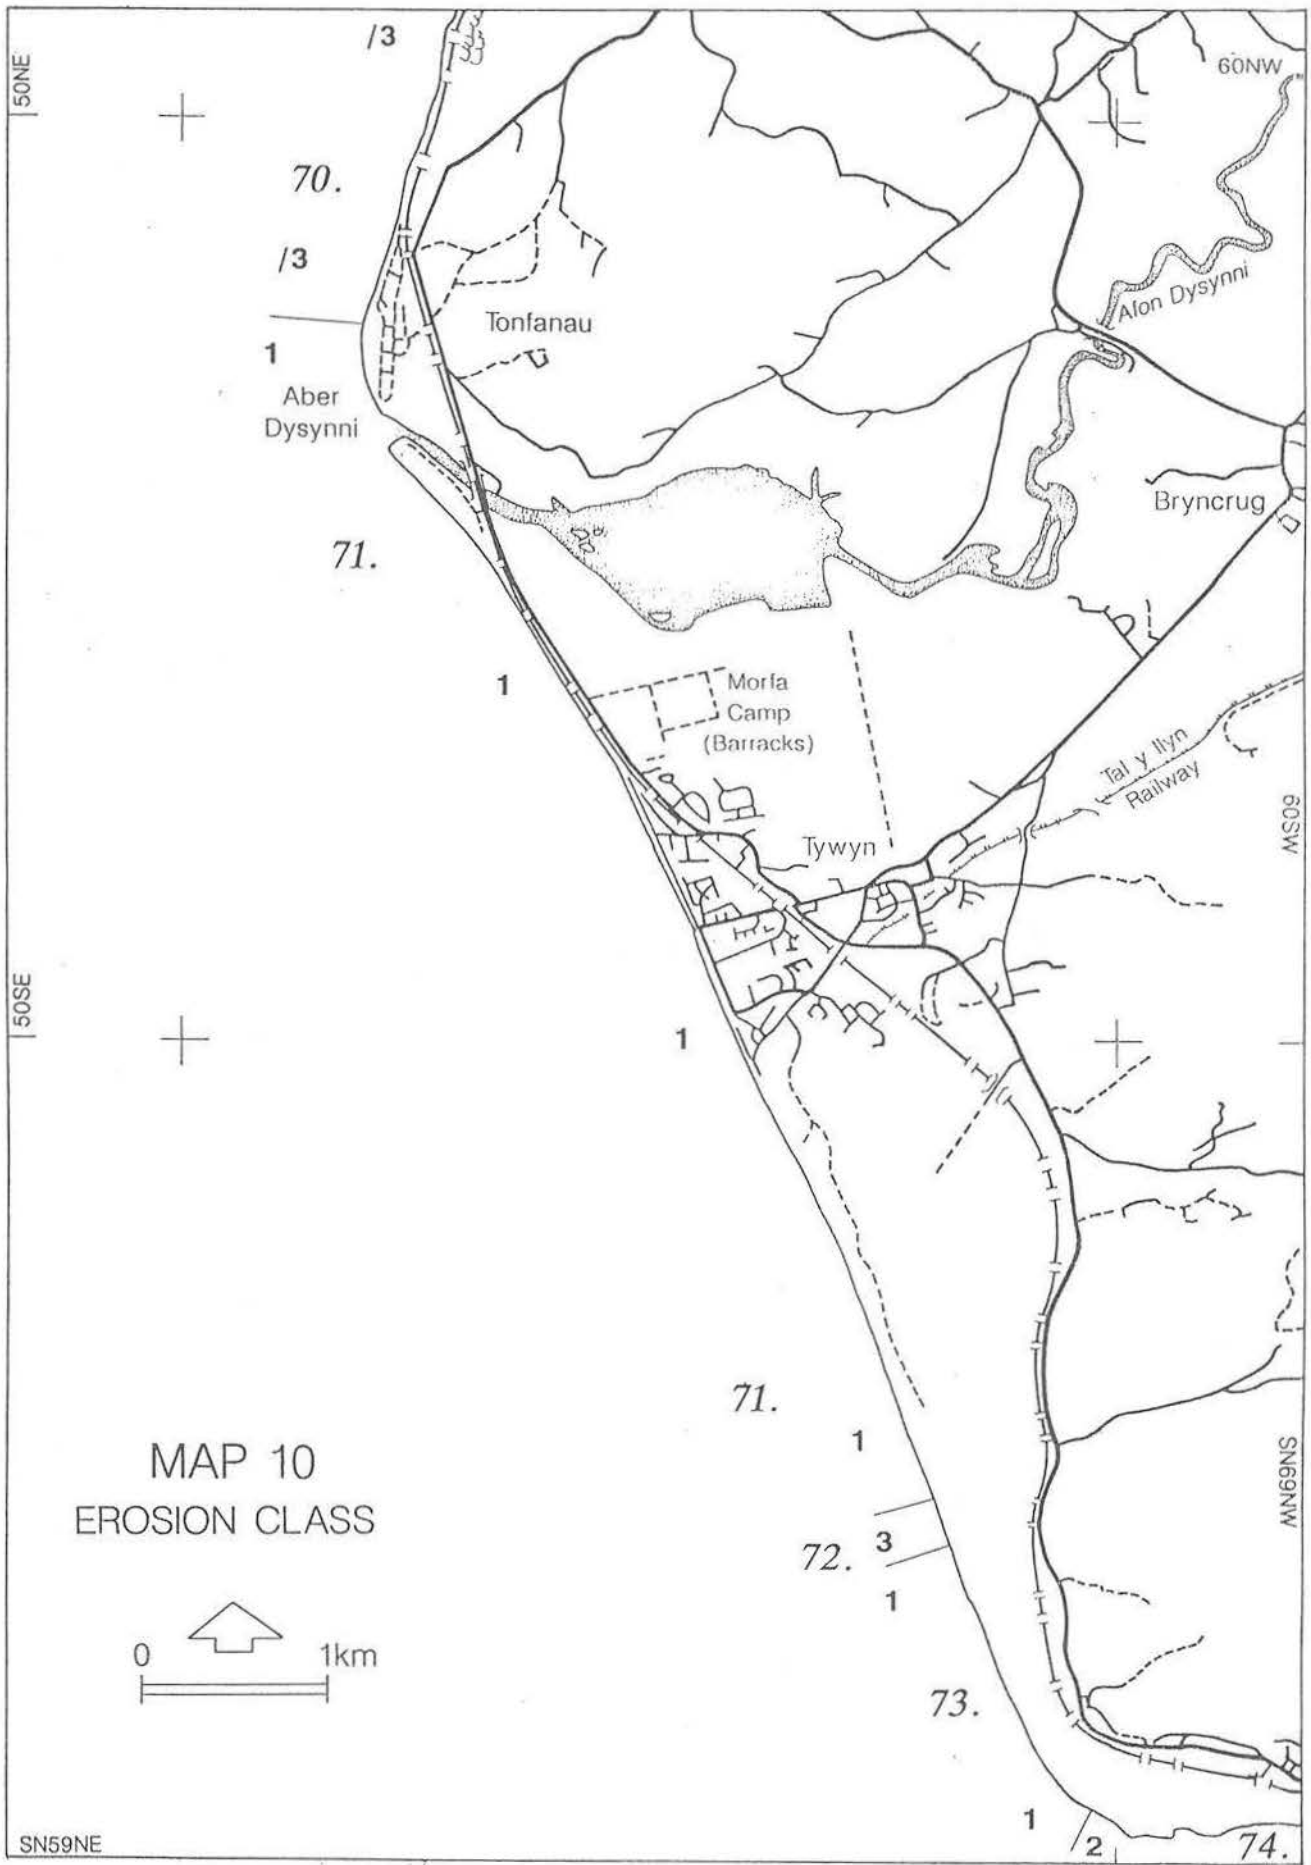 /3
50NE
60NW
70.
/3
Afon Dysynni
Tonfanau
1
Aber
Dysynni
Bryncrug
71.
1
Morfa
Camp
(Barracks)
Tal y llyn
Railway
60SW
Tywyn
50SE
1
71.
1
MAP 10
EROSION CLASS
SN69NW
3
72.
1
0 1km
73.
1
2
74.
SN59NE